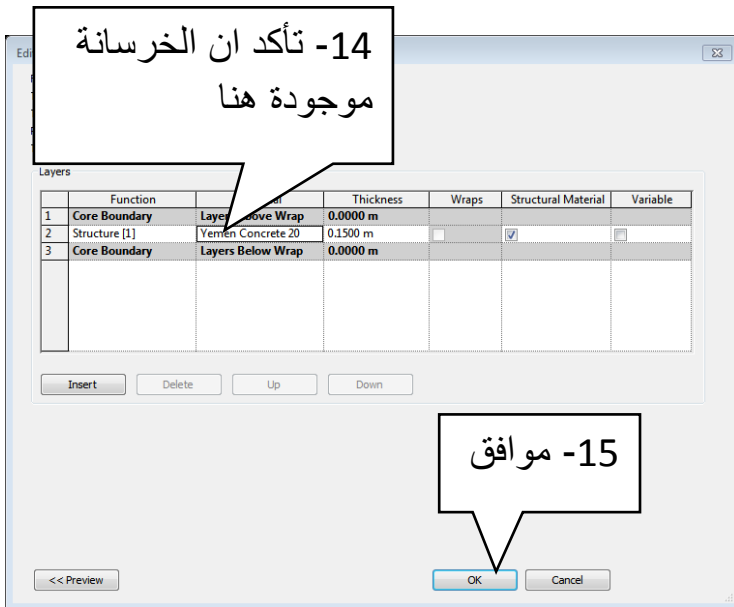 14- تأكد ان الخرسانة
موجودة هنا
Edi
Layers
Function Thickness Wraps Structural Material Variable
1 Core Boundary Layers Above Wrap 0.0000 m
2 Structure [1] Yemen Concrete 20 0.1500 m
3 Core Boundary Layers Below Wrap 0.0000 m
Insert Delete Up Down
15- موافق
<< Preview OK Cancel